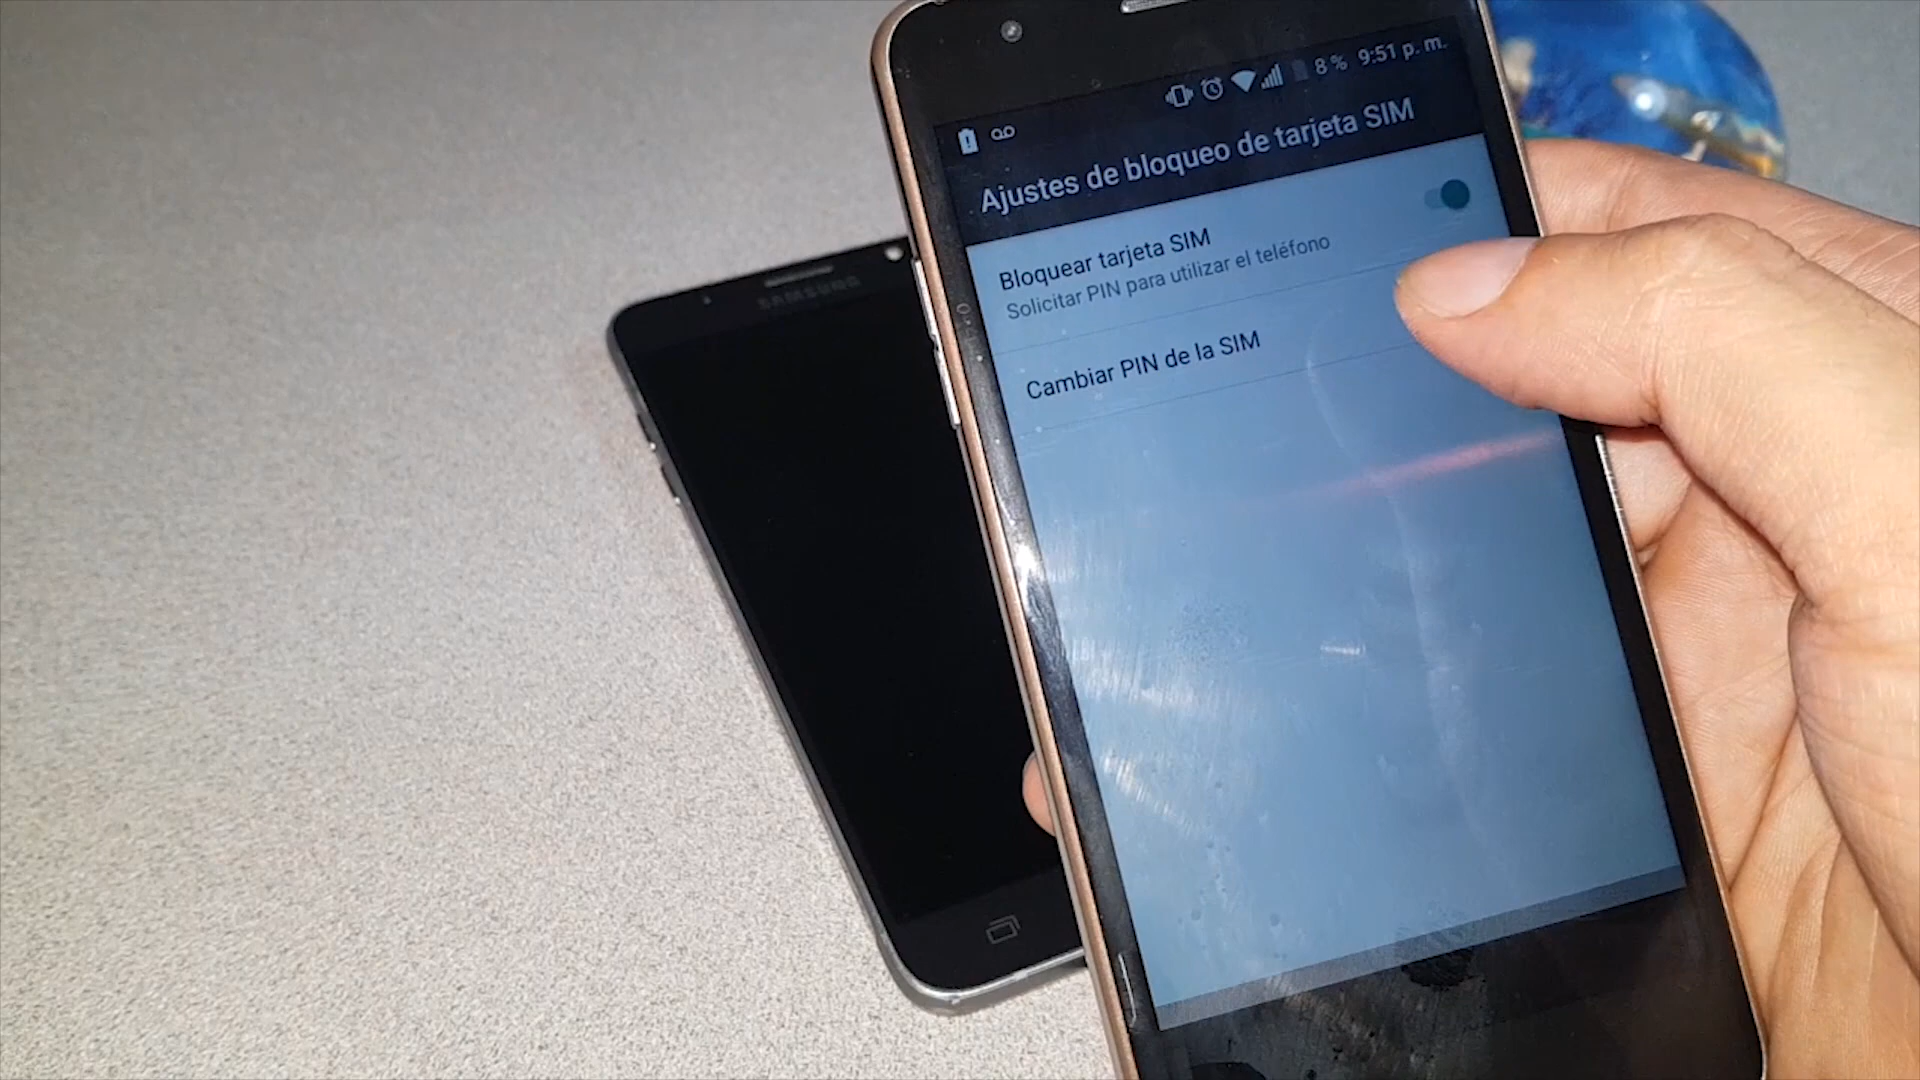 8 % 9:51 p. m.
Ajustes de bloqueo de tarjeta SIM
Bloquear tarjeta SIM
Solicitar PIN para utilizar el teléfono
Cambiar PIN de la SIM
SAMSUNG